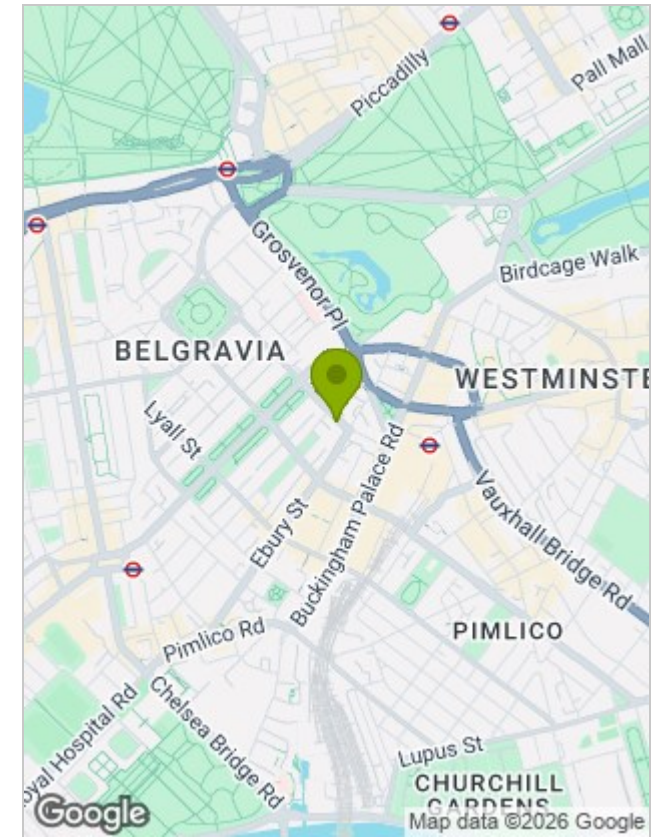 Piccadilly
Pall Mall
Grosvenor Pl
Birdcage Walk
BELGRAVIA
WESTMINSTE
Lyall St
Buckingham Palace Rd
Ebury St
Vauxhall Bridge Rd
PIMLICO
Pimlico Rd
Chelsea Bridge Rd
oyal Hospital Rd
Lupus St
CHURCHILL
GARDENS
Google
Map data ©2026 Google